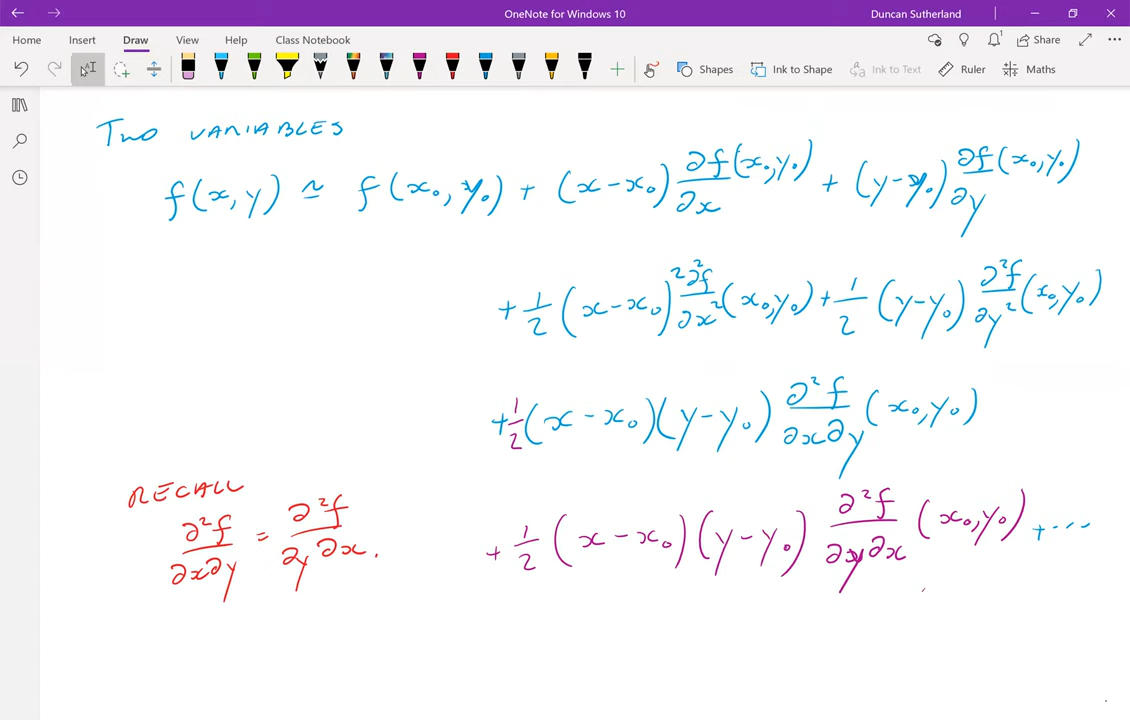 OneNote for Windows 10
Duncan Sutherland
Home Insert Draw View Help Class Notebook
Share
Shapes Ink to Shape Ink to Text Ruler Maths
TWO VARIABLES
f(x,y) ≃ f(x₀,y₀) + (x-x₀) ∂f(x₀,y₀)/∂x + (y-y₀) ∂f(x₀,y₀)/∂y
+ 1/2 (x-x₀)² ∂²f/∂x² (x₀,y₀) + 1/2 (y-y₀) ∂²f/∂y² (x₀,y₀)
+ 1/2 (x-x₀)(y-y₀) ∂²f/∂x∂y (x₀,y₀)
RECALL
∂²f/∂x∂y = ∂²f/∂y∂x.
+ 1/2 (x-x₀)(y-y₀) ∂²f/∂y∂x (x₀,y₀) + ....